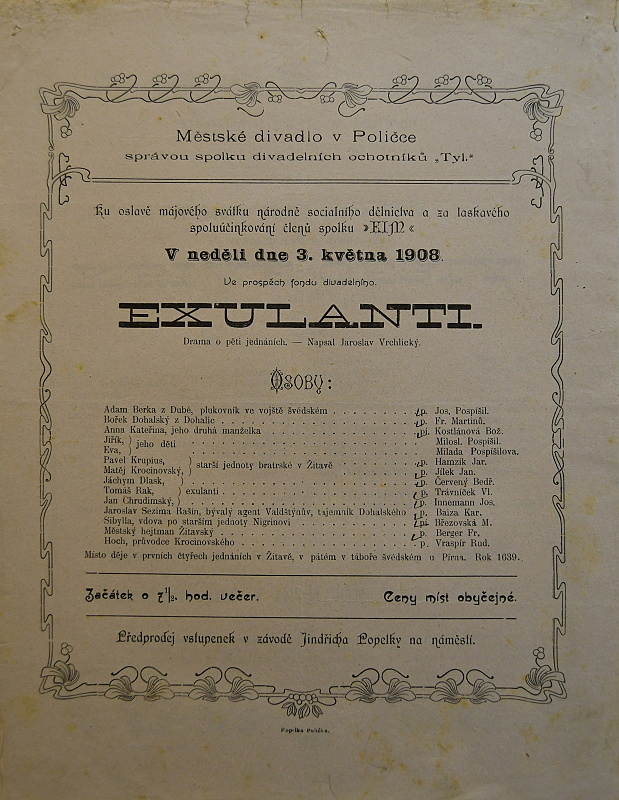 Městské divadlo v Poličce
správou spolku divadelních ochotníků „Tyl.“
Ku oslavě májového svátku národně socialního dělnictva a za laskavého
spoluúčinkování členů spolku »
V neděli dne 3. května 1908.
Ve prospěch fondu divadelního.
EXULANTI.
Drama o pěti jednáních. — Napsal Jaroslav Vrchlický.
Osoby:
Adam Berka z Dubé, plukovník ve vojště švédském . . . . . . . . p. Jos. Pospíšil.
Bořek Dohalský z Dohalic . . . . . . . . p. Fr. Martinů.
Anna Kateřina, jeho druhá manželka . . . . . . . . pí. Kostlánová Bož.
Jiřík, } jeho děti . . . . . . . . Milosl. Pospíšil.
Eva, } . . . . . . . . Milada Pospíšilova.
Pavel Krupius, } starší jednoty bratrské v Žitavě . . . . . . . . p. Hamzík Jar.
Matěj Krocinovský, } . . . . . . . . p. Jílek Jan.
Jáchym Dlask, } . . . . . . . . p. Červený Bedř.
Tomáš Rak, } exulanti . . . . . . . . p. Trávníček Vl.
Jan Chrudimský, } . . . . . . . . p. Innemann Jos.
Jaroslav Sezima Rašín, bývalý agent Valdštýnův, tajemník Dohalského p. Baiza Kar.
Sibylla, vdova po starším jednoty Nigrinovi . . . . . . . . pí Březovská M.
Městský hejtman Žitavský . . . . . . . . p. Berger Fr.
Hoch, průvodce Krocinovského . . . . . . . . p. Vraspír Rud.
Místo děje v prvních čtyřech jednáních v Žitavě, v pátém v táboře švédském u Pirna. Rok 1639.
Začátek o 7½. hod. večer. Ceny míst obyčejné.
Předprodej vstupenek v závodě Jindřicha Popelky na náměstí.
Popelka Polička.